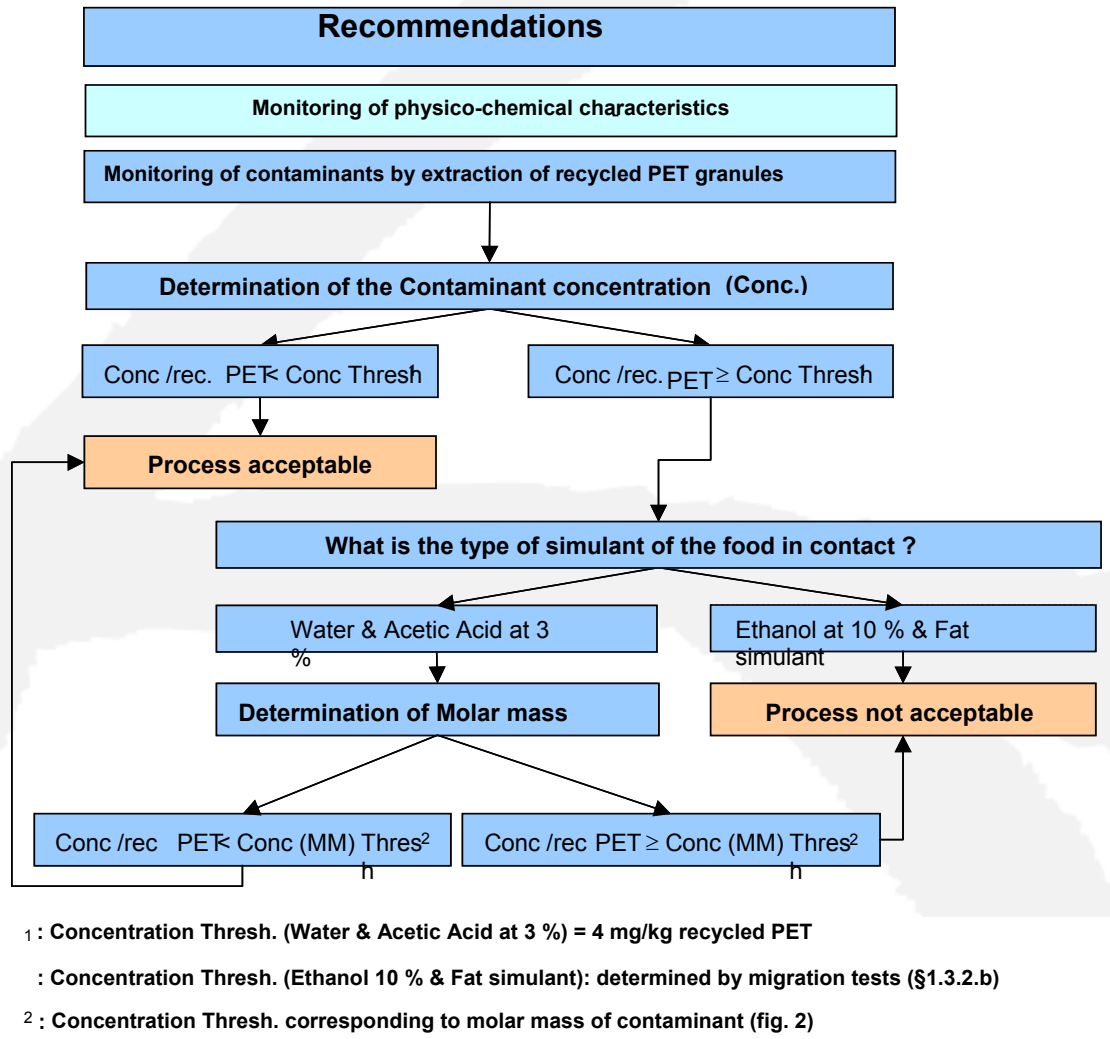 Recommendations
Monitoring of physico-chemical characteristics
Monitoring of contaminants by extraction of recycled PET granules
Determination of the Contaminant concentration (Conc.)
Conc /rec. PET< Conc Thresh1
Conc /rec. PET ≥ Conc Thresh1
Process acceptable
What is the type of simulant of the food in contact ?
Water & Acetic Acid at 3
%
Ethanol at 10 % & Fat
simulant
Determination of Molar mass
Process not acceptable
Conc /rec PET< Conc (MM) Thres2
h
Conc /rec PET ≥ Conc (MM) Thres2
h
1 : Concentration Thresh. (Water & Acetic Acid at 3 %) = 4 mg/kg recycled PET
: Concentration Thresh. (Ethanol 10 % & Fat simulant): determined by migration tests (§1.3.2.b)
2 : Concentration Thresh. corresponding to molar mass of contaminant (fig. 2)